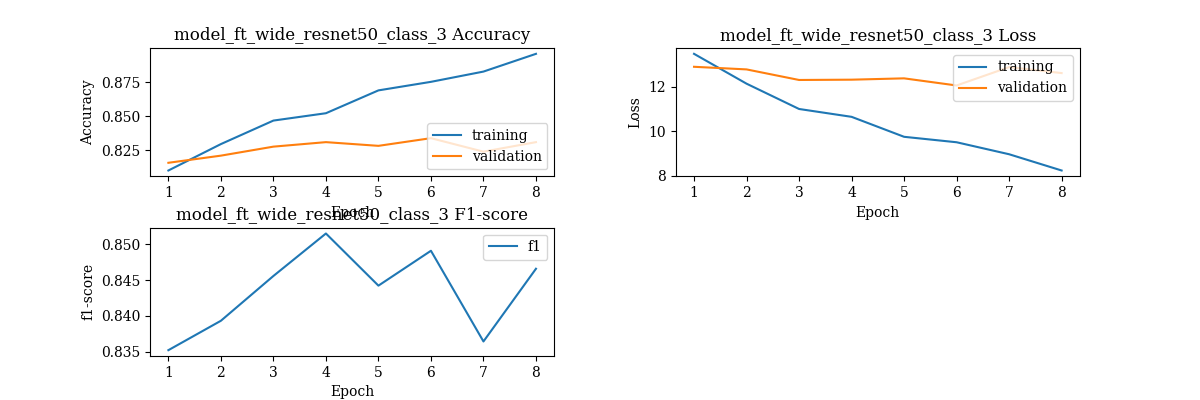 model_ft_wide_resnet50_class_3 Accuracy
Accuracy
0.875
0.850
0.825
training
validation
1 2 3 4 5 6 7 8
Epoch
model_ft_wide_resnet50_class_3 Loss
Loss
12
10
8
training
validation
1 2 3 4 5 6 7 8
Epoch
model_ft_wide_resnet50_class_3 F1-score
f1-score
0.850
0.845
0.840
0.835
f1
1 2 3 4 5 6 7 8
Epoch